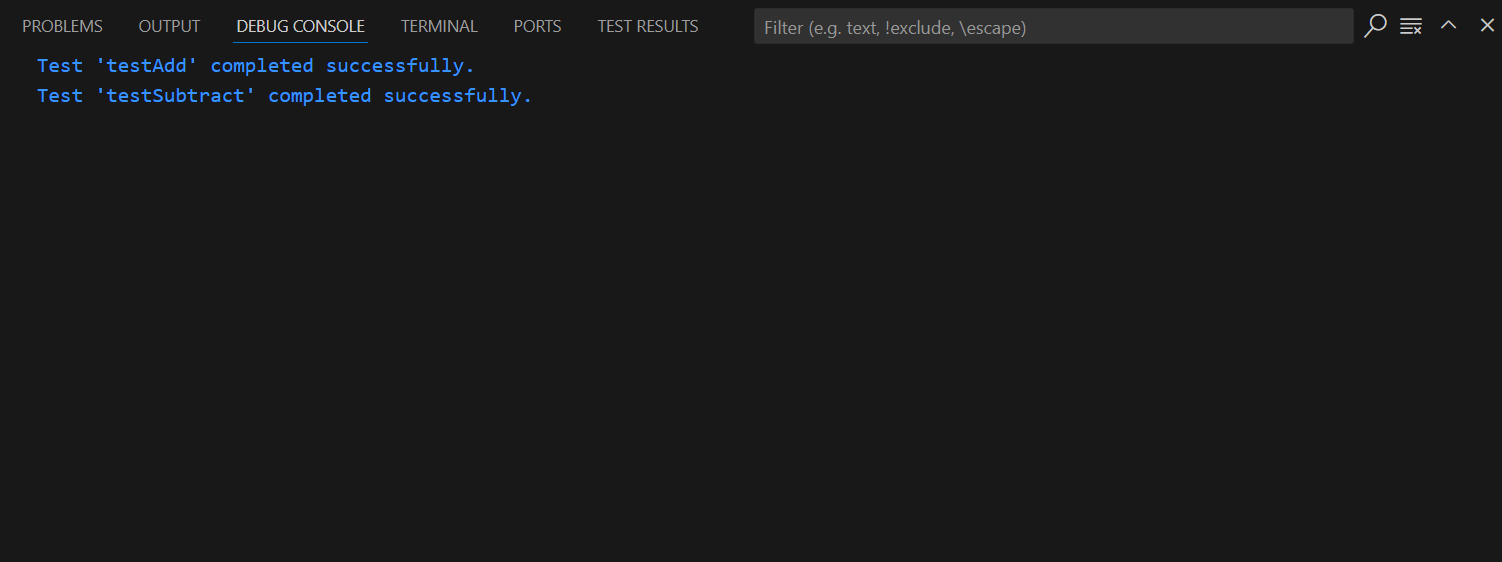 PROBLEMS OUTPUT DEBUG CONSOLE TERMINAL PORTS TEST RESULTS Filter (e.g. text, !exclude, \escape)
Test 'testAdd' completed successfully.
Test 'testSubtract' completed successfully.